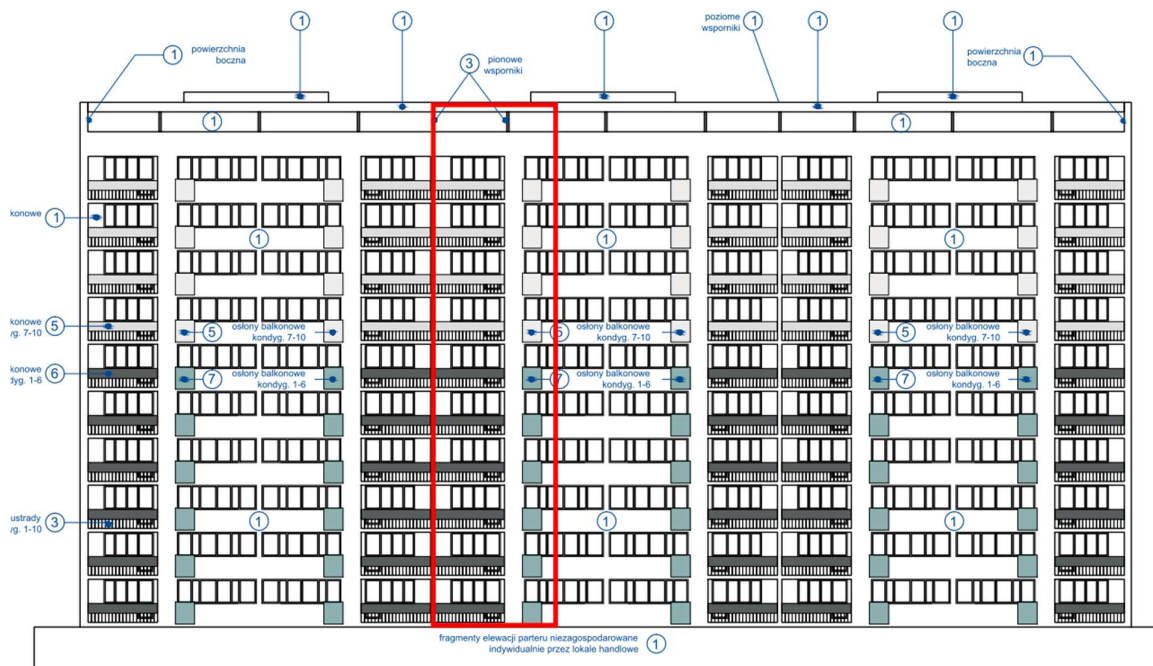 1
1
1
1
1
poziome
wsporniki
1
powierzchnia
boczna
1
3
pionowe
wsporniki
powierzchnia
boczna
1
1
1
konowe
1
1
1
1
konowe
yg. 7-10
5
5
osłony balkonowe
kondyg. 7-10
5
osłony balkonowe
kondyg. 7-10
5
osłony balkonowe
kondyg. 7-10
konowe
dyg. 1-6
6
7
osłony balkonowe
kondyg. 1-6
7
osłony balkonowe
kondyg. 1-6
7
osłony balkonowe
kondyg. 1-6
ustrady
yg. 1-10
3
1
1
1
fragmenty elewacji parteru niezagospodarowane
indywidualnie przez lokale handlowe
1